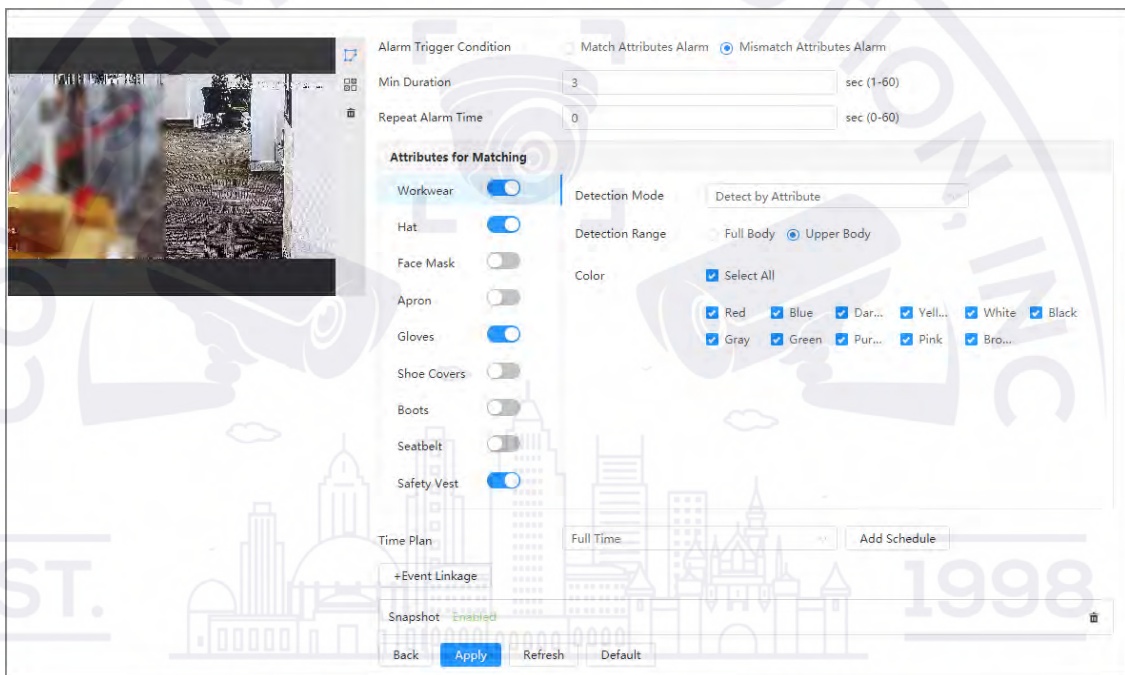 Alarm Trigger Condition Match Attributes Alarm Mismatch Attributes Alarm
Min Duration 3 sec (1-60)
Repeat Alarm Time 0 sec (0-60)
Attributes for Matching
Workwear
Hat
Face Mask
Apron
Gloves
Shoe Covers
Boots
Seatbelt
Safety Vest
Detection Mode Detect by Attribute
Detection Range Full Body Upper Body
Color Select All
Red Blue Dar... Yell... White Black
Gray Green Pur... Pink Bro...
Time Plan Full Time Add Schedule
+Event Linkage
Snapshot Enabled
Back Apply Refresh Default
EST. 1998
INC